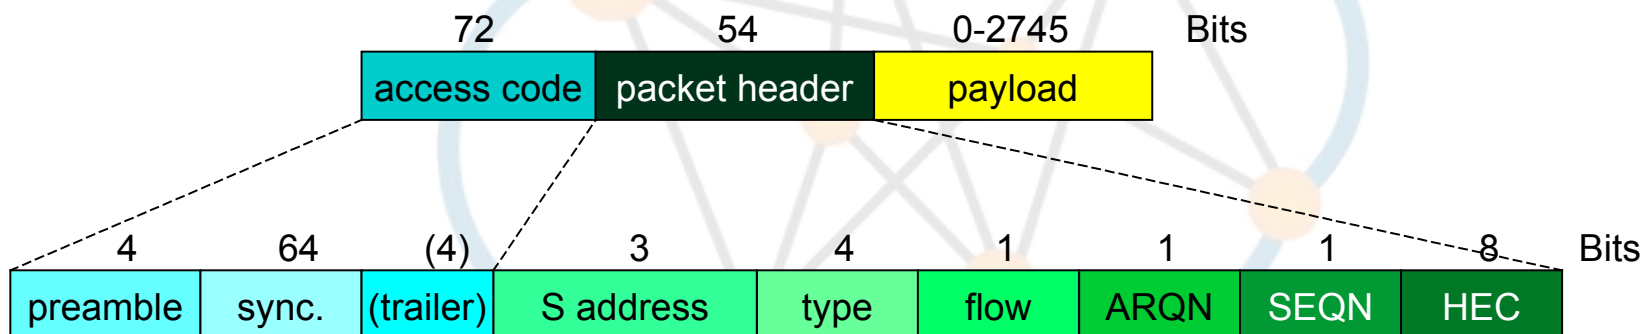 72 54 0-2745 Bits
access code packet header payload
4 64 (4) 3 4 1 1 1 8 Bits
preamble sync. (trailer) S address type flow ARQN SEQN HEC